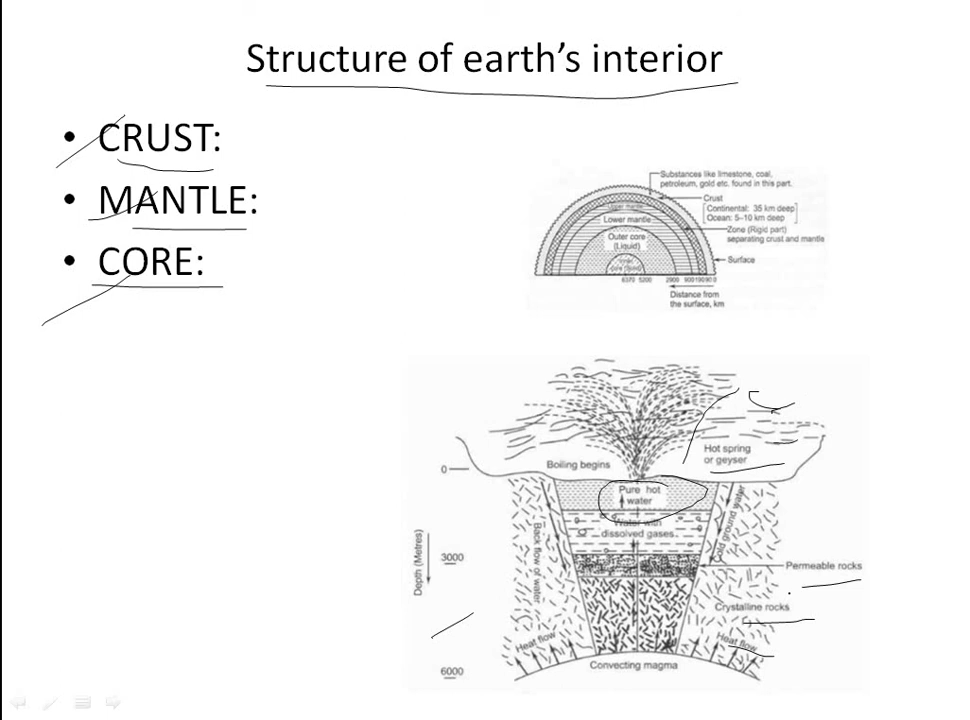 Structure of earth's interior
• CRUST:
• MANTLE:
• CORE:
Substances like limestone, coal,
petroleum, gold etc. found in this part.
Crust
Continental: 35 km deep
Ocean: 5–10 km deep
Zone (Rigid part)
separating crust and mantle
Surface
Upper mantle
Lower mantle
Outer core
(Liquid)
6370 5200 2900
Distance from
the surface, km
Hot spring
or geyser
Boiling begins
0
Pure hot
water
Water with
dissolved gases.
Cold ground water
Back flow of water
Depth (Metres)
3000
Permeable rocks
Crystalline rocks
Heat flow
Heat flow
Convecting magma
6000